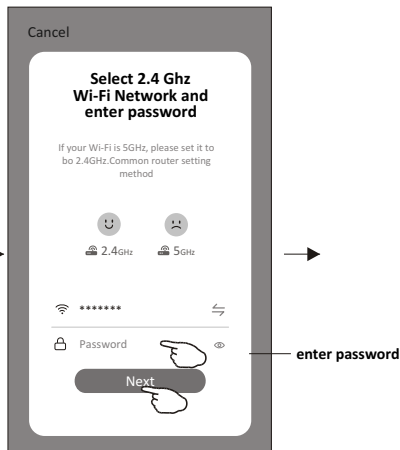 Cancel
Select 2.4 Ghz
Wi-Fi Network and
enter password
If your Wi-Fi is 5GHz, please set it to
bo 2.4GHz.Common router setting
method
2.4GHz 5GHz
*******
Password
enter password
Next